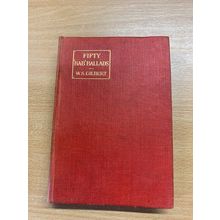 FIFTY
"BAB" BALLADS
W.S. GILBERT